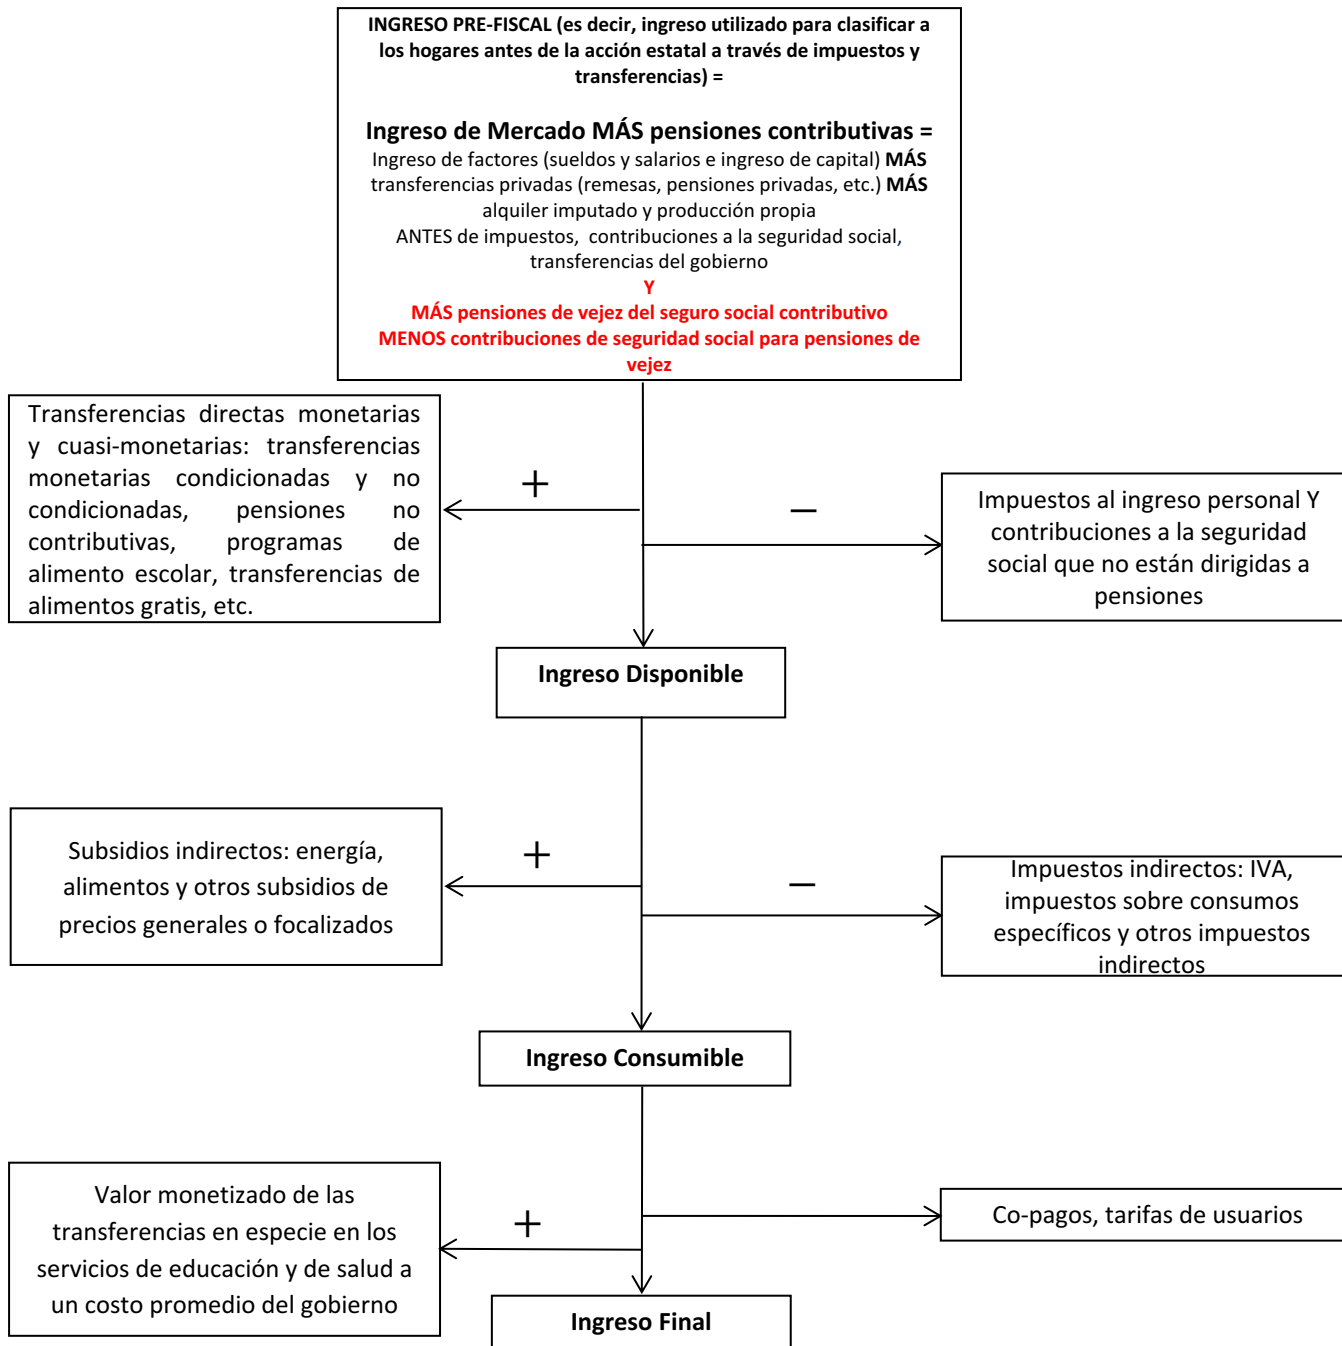 INGRESO PRE-FISCAL (es decir, ingreso utilizado para clasificar a
los hogares antes de la acción estatal a través de impuestos y
transferencias) =
Ingreso de Mercado MÁS pensiones contributivas =
Ingreso de factores (sueldos y salarios e ingreso de capital) MÁS
transferencias privadas (remesas, pensiones privadas, etc.) MÁS
alquiler imputado y producción propia
ANTES de impuestos, contribuciones a la seguridad social,
transferencias del gobierno
Y
MÁS pensiones de vejez del seguro social contributivo
MENOS contribuciones de seguridad social para pensiones de
vejez
Transferencias directas monetarias
y cuasi-monetarias: transferencias
monetarias condicionadas y no
condicionadas, pensiones no
contributivas, programas de
alimento escolar, transferencias de
alimentos gratis, etc.
+
–
Impuestos al ingreso personal Y
contribuciones a la seguridad
social que no están dirigidas a
pensiones
Ingreso Disponible
Subsidios indirectos: energía,
alimentos y otros subsidios de
precios generales o focalizados
+
–
Impuestos indirectos: IVA,
impuestos sobre consumos
específicos y otros impuestos
indirectos
Ingreso Consumible
Valor monetizado de las
transferencias en especie en los
servicios de educación y de salud a
un costo promedio del gobierno
+
Co-pagos, tarifas de usuarios
Ingreso Final